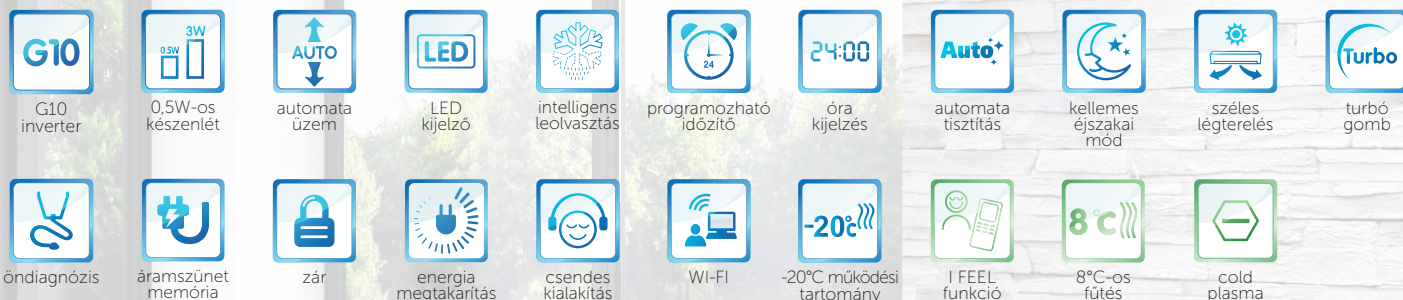 G10
0.5W
3W
AUTO
LED
24
24:00
Auto
Turbo
G10
inverter
0,5W-os
készenlét
automata
üzem
LED
kijelző
intelligens
leolvasztás
programozható
időzítő
óra
kijelzés
automata
tisztítás
kellemes
éjszakai
mód
széles
légterelés
turbó
gomb
-20°c
8°c
öndiagnózis
áramszünet
memória
zár
energia
megtakarítás
csendes
kialakítás
WI-FI
-20°C működési
tartomány
I FEEL
funkció
8°C-os
fűtés
cold
plasma